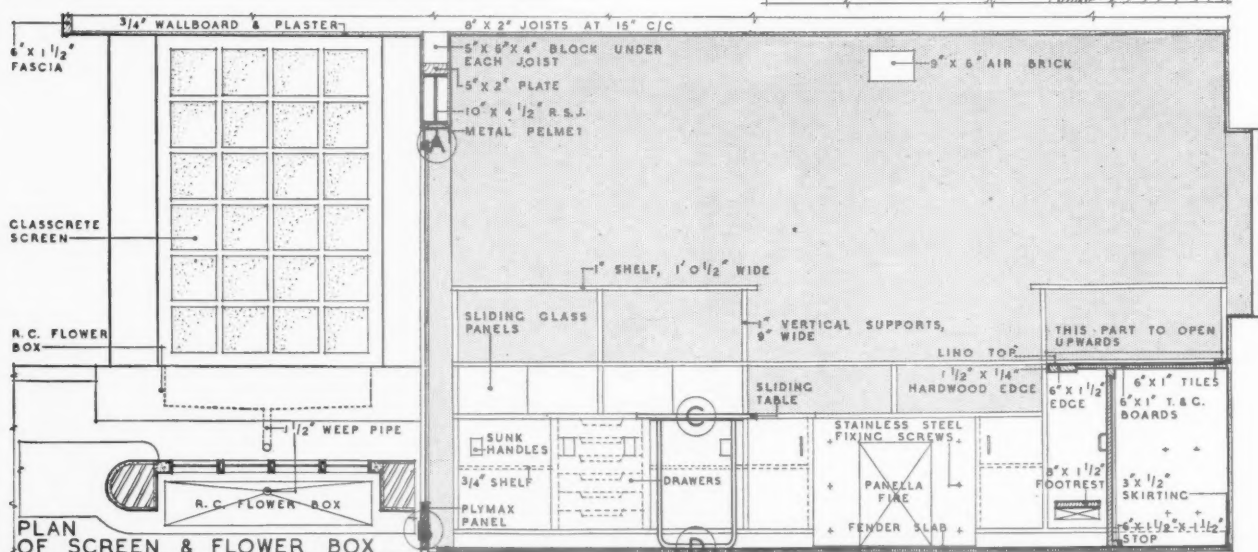 3/4" WALLBOARD & PLASTER
8" X 2" JOISTS AT 15" C/C
6" X 1 1/2"
FASCIA
5" X 6" X 4" BLOCK UNDER
EACH JOIST
5" X 2" PLATE
10" X 4 1/2" R.S.J.
METAL PELMET
A
9" X 6" AIR BRICK
GLASSCRETE
SCREEN
1" SHELF, 1' 0 1/2" WIDE
SLIDING GLASS
PANELS
1" VERTICAL SUPPORTS,
9" WIDE
THIS PART TO OPEN
UPWARDS
R.C. FLOWER
BOX
LINO TOP
1 1/2" X 1/4"
HARDWOOD EDGE
SLIDING
TABLE
6" X 1 1/2"
EDGE
6" X 1" TILES
6" X 1" T. & G.
BOARDS
C
1 1/2" WEEP PIPE
SUNK
HANDLES
STAINLESS STEEL
FIXING SCREWS
3/4" SHELF
DRAWERS
PANELLA
FIRE
8" X 1 1/2"
FOOTREST
3" X 1/2"
SKIRTING
R.C. FLOWER BOX
PLYMAX
PANEL
FENDER SLAB
6" X 1 1/2" X 1 1/2"
STOP
D
PLAN
OF SCREEN & FLOWER BOX